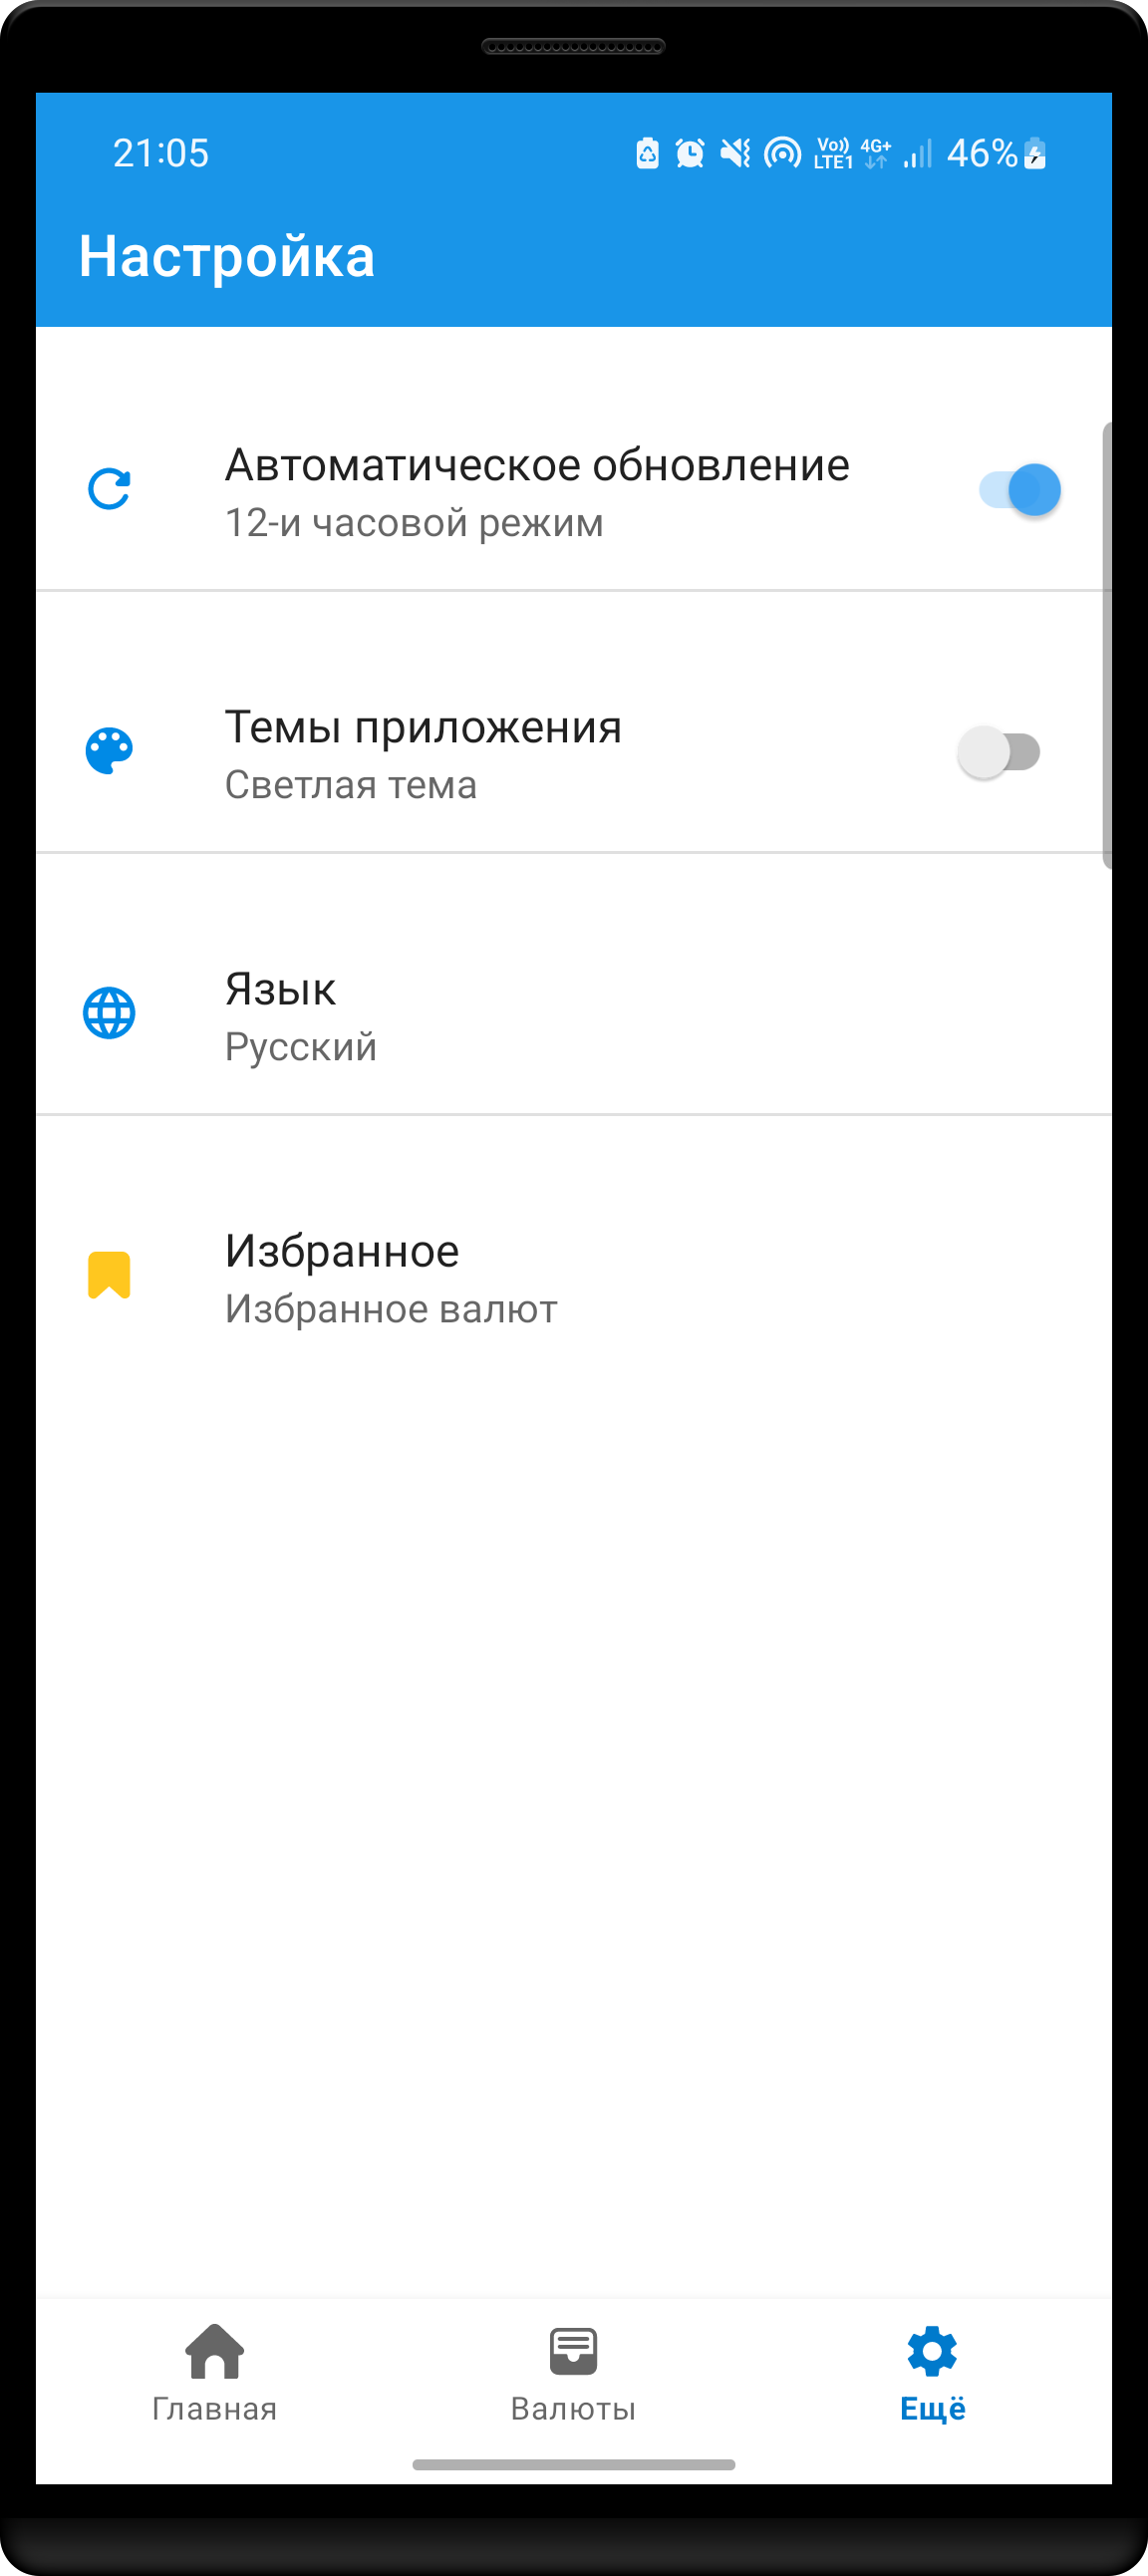 21:05 Vo)) LTE1 4G+ 46%
Настройка
Автоматическое обновление
12-и часовой режим
Темы приложения
Светлая тема
Язык
Русский
Избранное
Избранное валют
Главная Валюты Ещё